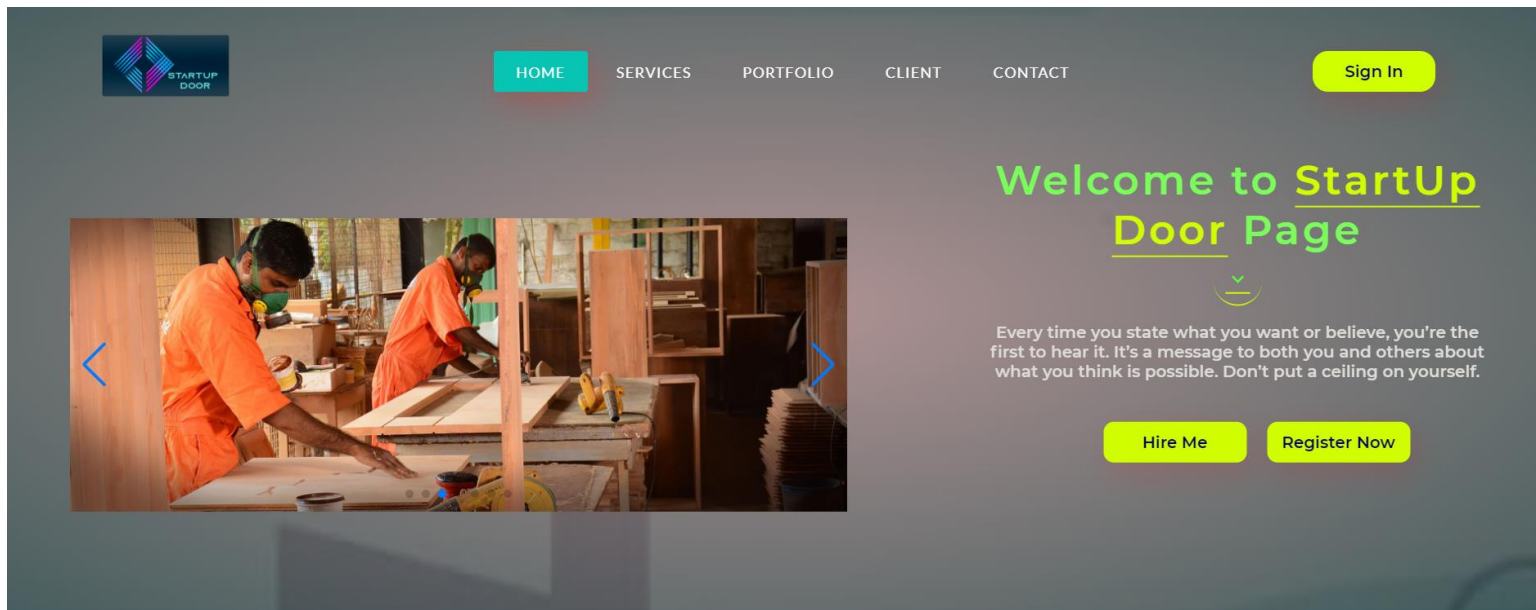 STARTUP
DOOR
HOME SERVICES PORTFOLIO CLIENT CONTACT
Sign In
Welcome to StartUp
Door Page
Every time you state what you want or believe, you’re the
first to hear it. It’s a message to both you and others about
what you think is possible. Don’t put a ceiling on yourself.
Hire Me Register Now